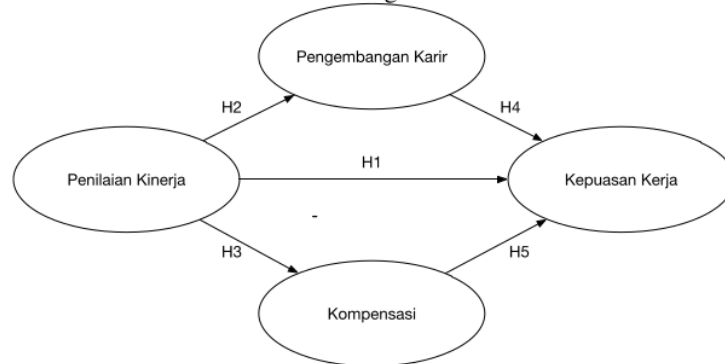 Pengembangan Karir
H2
H4
Penilaian Kinerja
H1
Kepuasan Kerja
-
H3
H5
Kompensasi